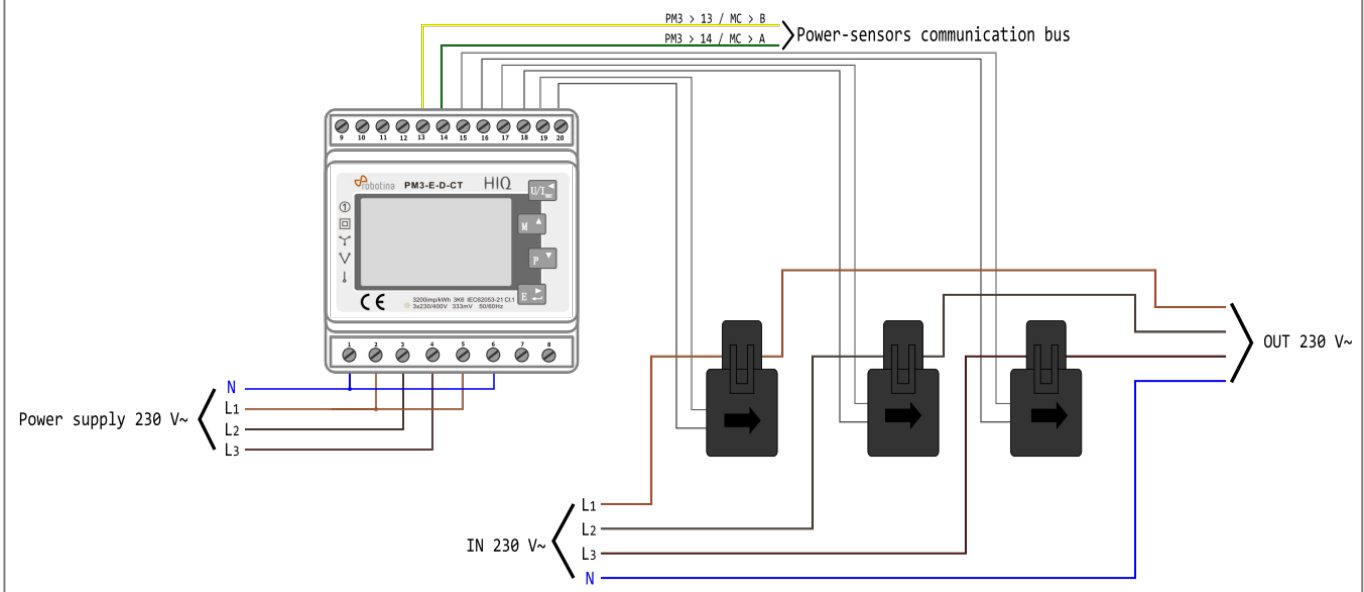 PM3 > 13 / MC > B
PM3 > 14 / MC > A
Power-sensors communication bus
9 10 11 12 13 14 15 16 17 18 19 20
robotina PM3-E-D-CT HIQ
U/I
M
P
E
CE
3200imp/kWh 3K6 IEC62053-21 Cl.1
3x230/400V 333mV 50/60Hz
1 2 3 4 5 6 7 8
Power supply 230 V~
N
L1
L2
L3
OUT 230 V~
IN 230 V~
L1
L2
L3
N